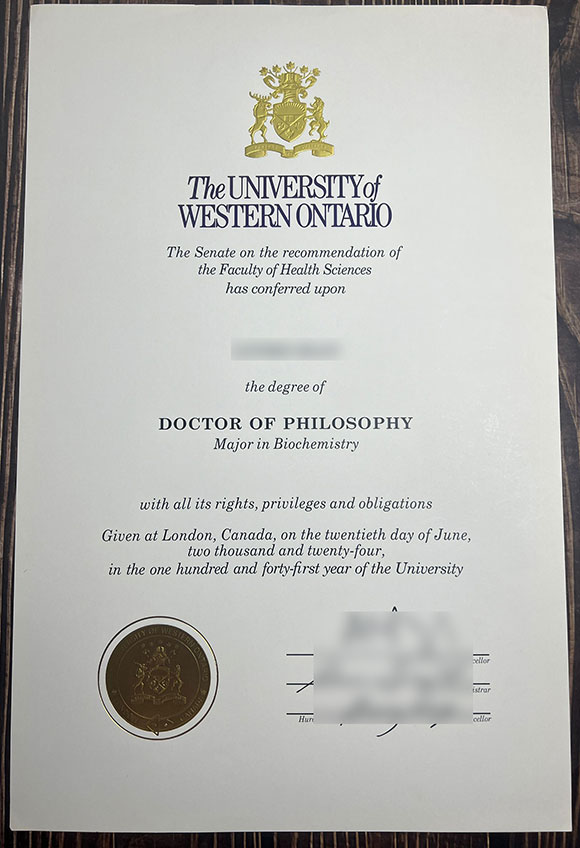 The UNIVERSITY of
WESTERN ONTARIO
The Senate on the recommendation of
the Faculty of Health Sciences
has conferred upon
the degree of
DOCTOR OF PHILOSOPHY
Major in Biochemistry
with all its rights, privileges and obligations
Given at London, Canada, on the twentieth day of June,
two thousand and twenty-four,
in the one hundred and forty-first year of the University